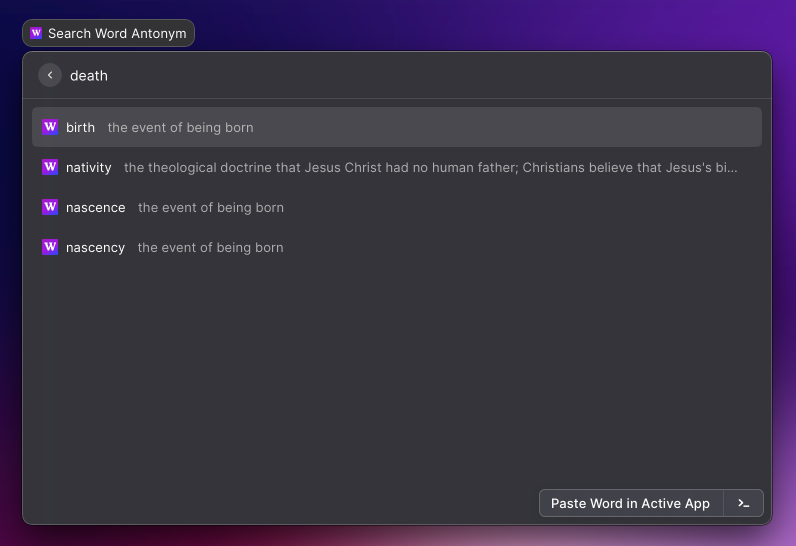 W Search Word Antonym
death
W birth the event of being born
W nativity the theological doctrine that Jesus Christ had no human father; Christians believe that Jesus's bi...
W nascence the event of being born
W nascency the event of being born
Paste Word in Active App >_